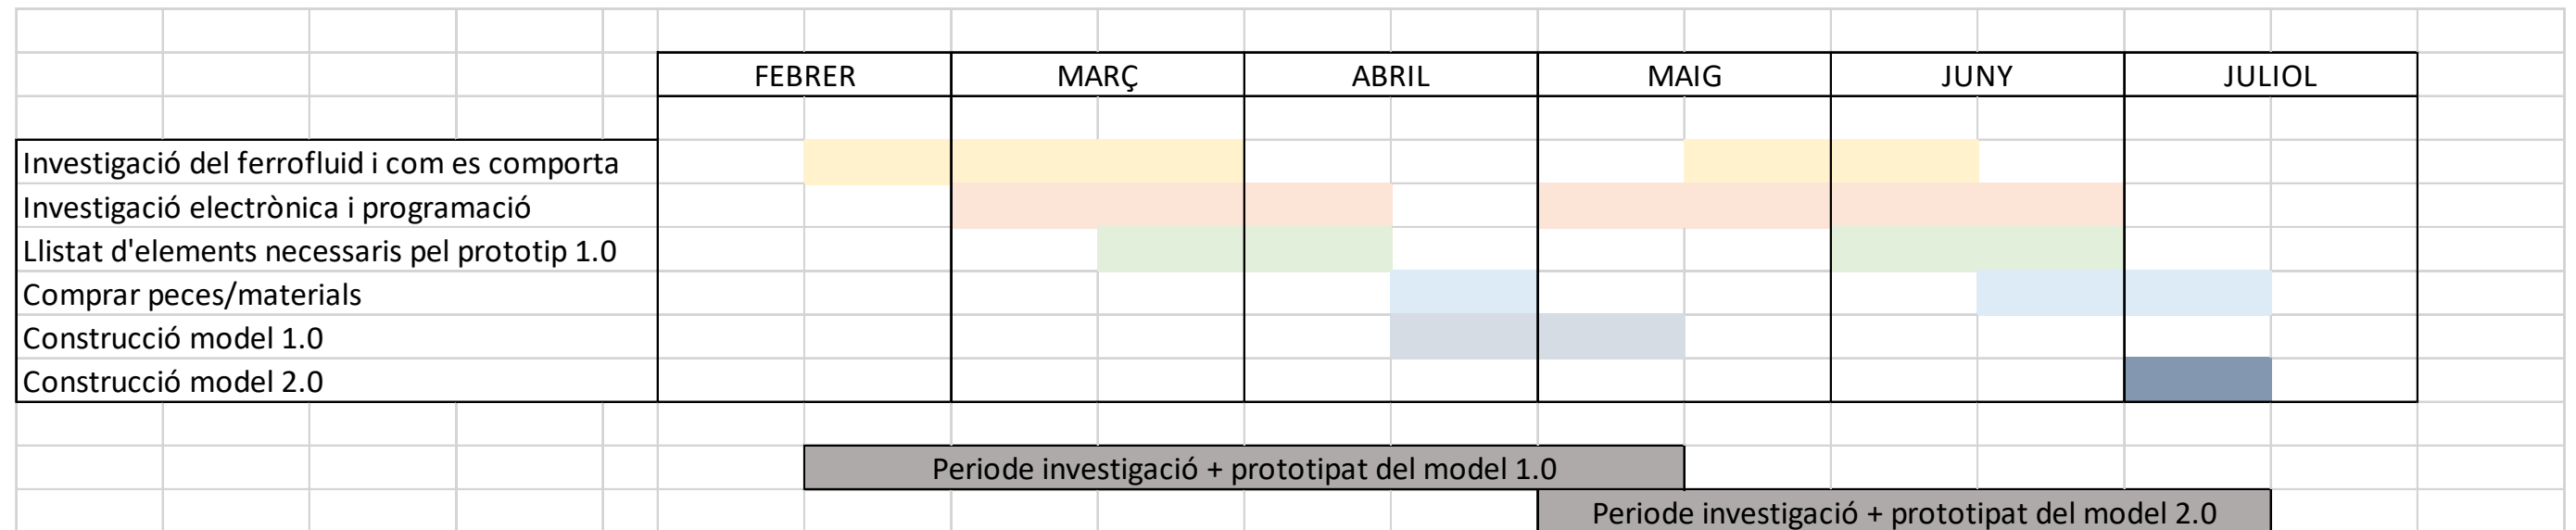 FEBRER MARÇ ABRIL MAIG JUNY JULIOL
Investigació del ferrofluid i com es comporta
Investigació electrònica i programació
Llistat d'elements necessaris pel prototip 1.0
Comprar peces/materials
Construcció model 1.0
Construcció model 2.0
Periode investigació + prototipat del model 1.0
Periode investigació + prototipat del model 2.0